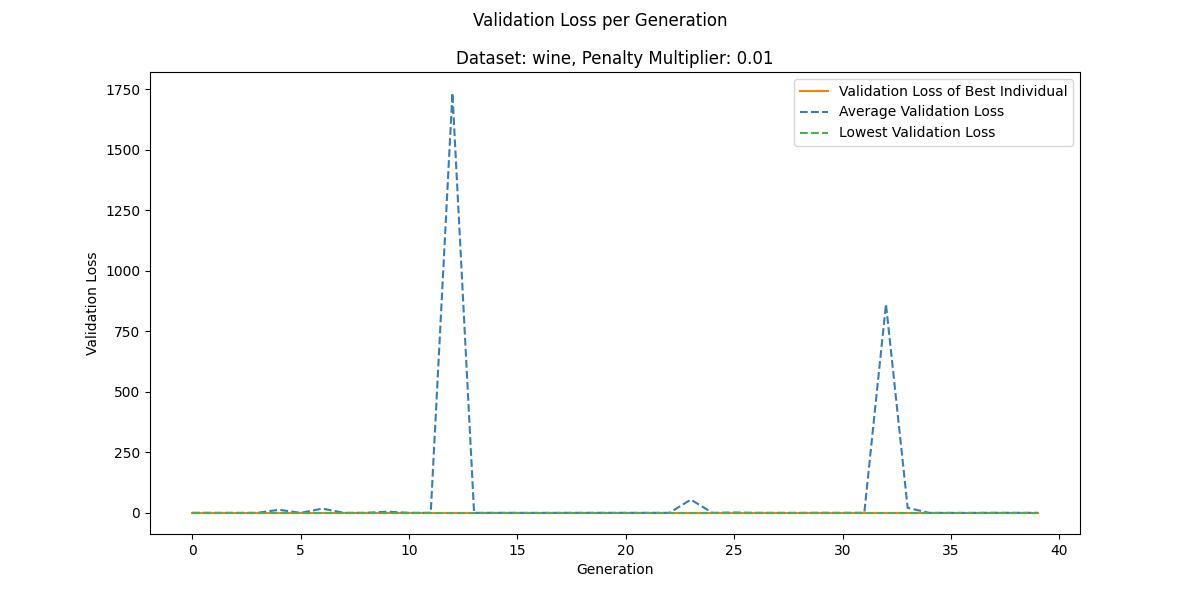 Validation Loss per Generation
Dataset: wine, Penalty Multiplier: 0.01
Validation Loss of Best Individual
Average Validation Loss
Lowest Validation Loss
1750
1500
1250
1000
750
500
250
0
Validation Loss
0 5 10 15 20 25 30 35 40
Generation